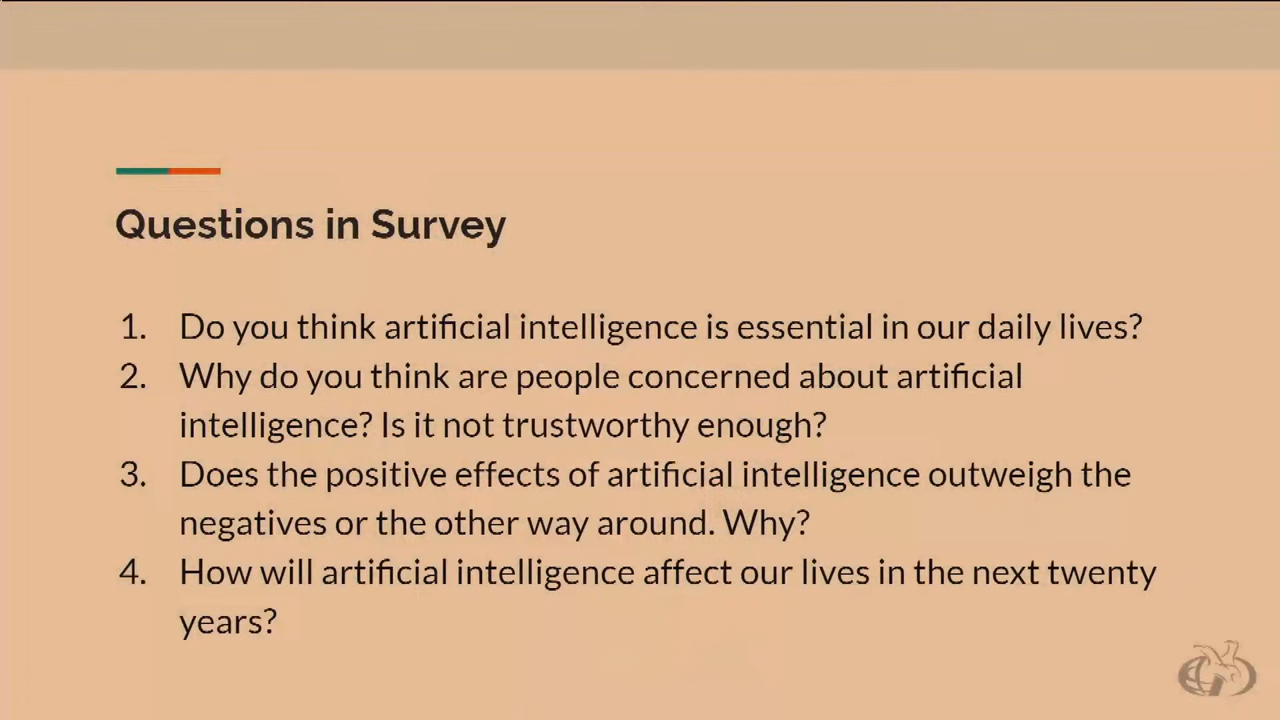 Questions in Survey
1. Do you think artificial intelligence is essential in our daily lives?
2. Why do you think are people concerned about artificial
intelligence? Is it not trustworthy enough?
3. Does the positive effects of artificial intelligence outweigh the
negatives or the other way around. Why?
4. How will artificial intelligence affect our lives in the next twenty
years?